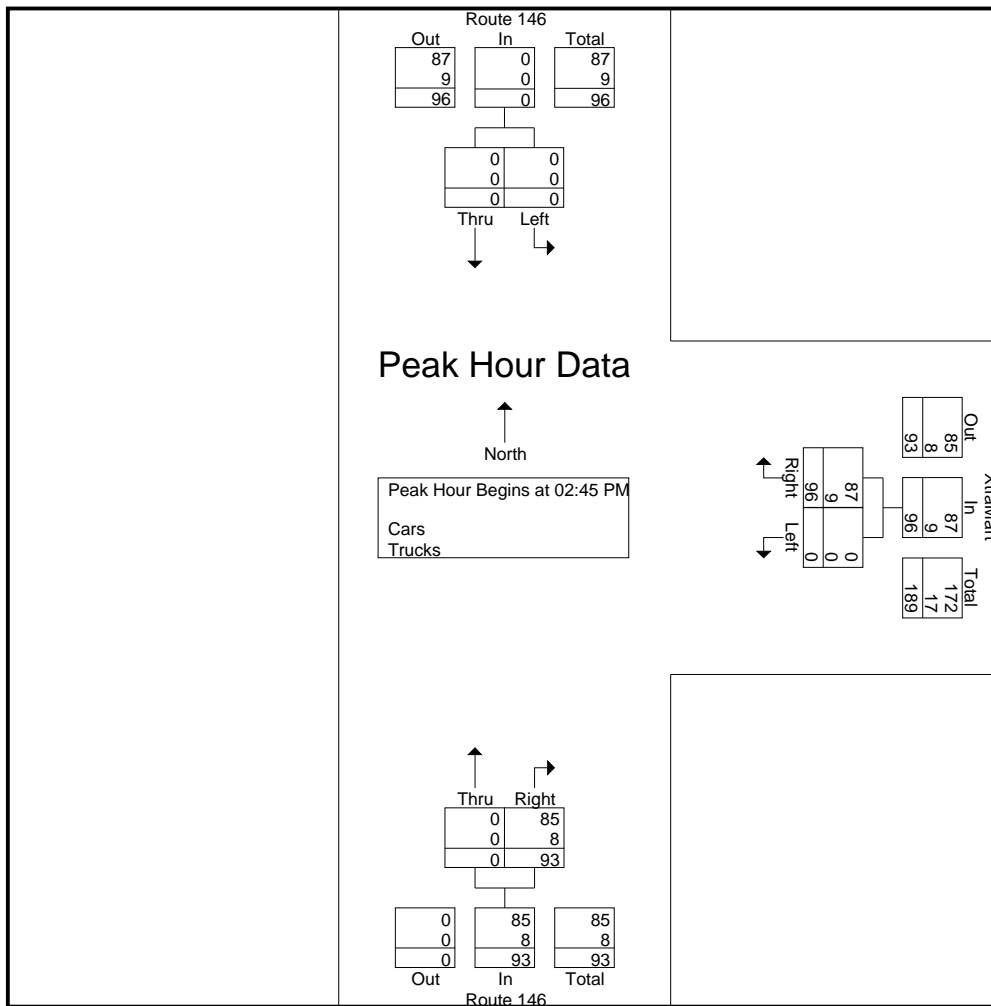 Route 146
Out In Total
87 0 87
9 0 9
96 0 96
0 0
0 0
0 0
Thru Left
Peak Hour Data
North
Peak Hour Begins at 02:45 PM
Cars
Trucks
Right Left
87 0
9 0
96 0
Out In Total
85 87 172
8 9 17
93 96 189
Thru Right
0 85
0 8
0 93
0 85 85
0 8 8
0 93 93
Out In Total
Route 146